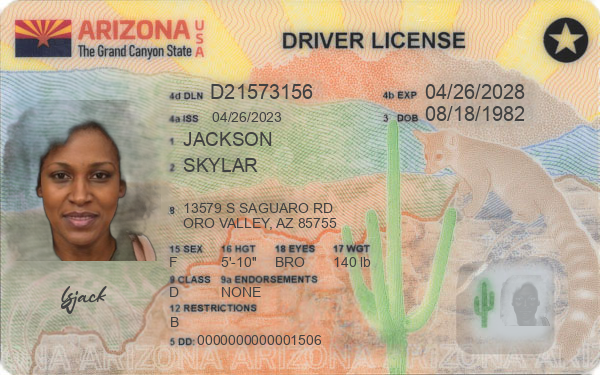 ARIZONA USA
The Grand Canyon State
DRIVER LICENSE
4d DLN D21573156 4b EXP 04/26/2028
4a ISS 04/26/2023 3 DOB 08/18/1982
1 JACKSON
2 SKYLAR
8 13579 S SAGUARO RD
ORO VALLEY, AZ 85755
15 SEX 16 HGT 18 EYES 17 WGT
F 5'-10" BRO 140 lb
9 CLASS 9a ENDORSEMENTS
D NONE
12 RESTRICTIONS
B
5 DD: 0000000000001506
Gjack
ARIZONA ARIZONA ARIZONA ARIZONA